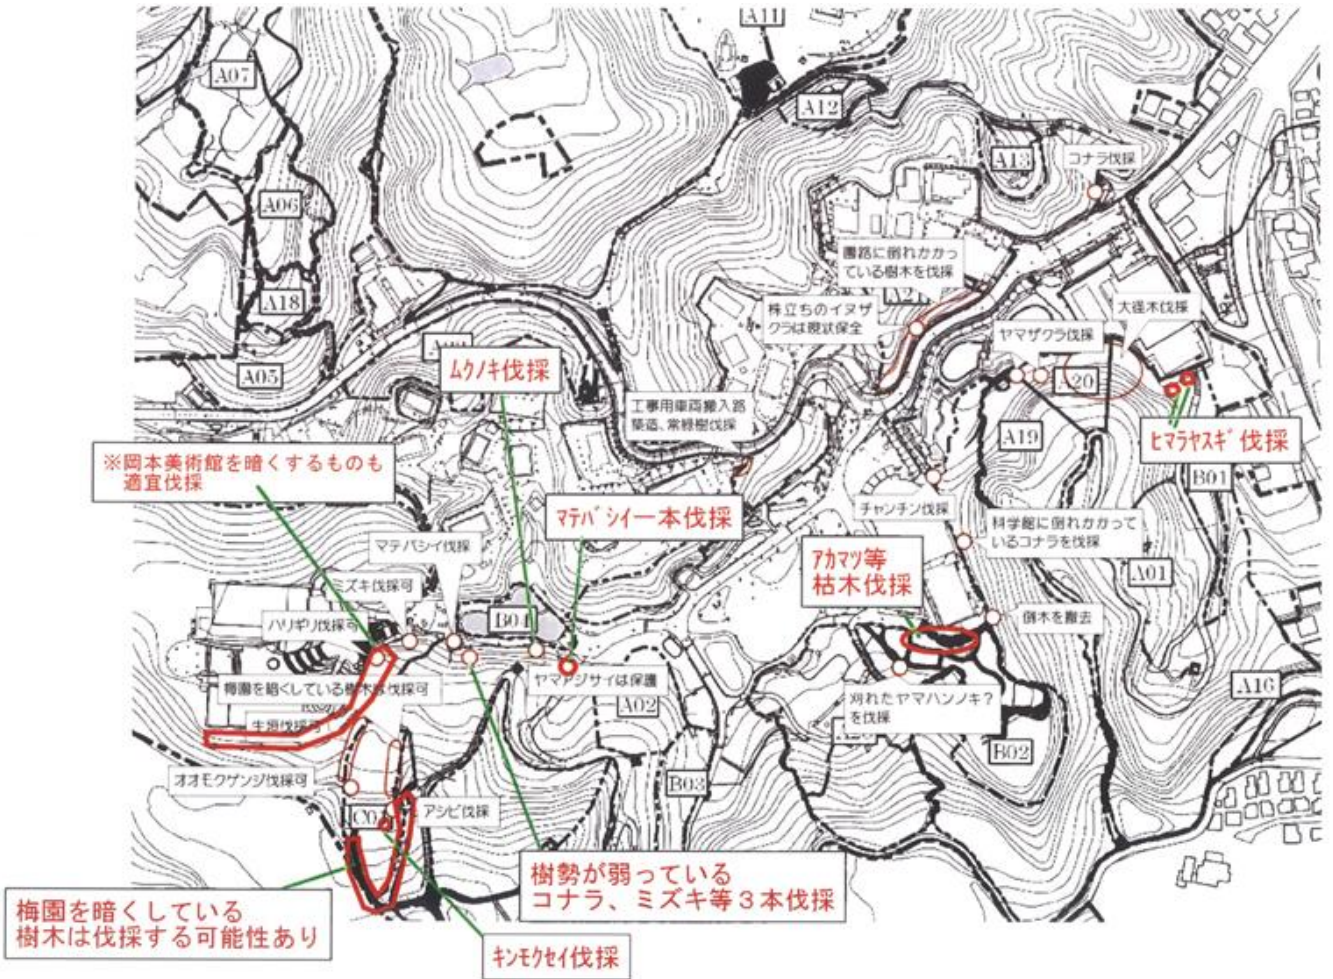 A11
A07
A12
A13
コナラ伐採
A06
園路に倒れかかっ
ている樹木を伐採
A18
株立ちのイヌザ
クラは現状保全
大径木伐採
ヤマザクラ伐採
A05
ムクノキ伐採
A20
工事用車両搬入路
築造、常緑樹伐採
A19
ヒマラヤスギ伐採
※岡本美術館を暗くするものも
適宜伐採
B01
マテバシイ一本伐採
チャンチン伐採
科学館に倒れかかって
いるコナラを伐採
マテバシイ伐採
アカマツ等
枯木伐採
A01
ミズキ伐採可
B04
ハリギリ伐採可
倒木を撤去
梅園を暗くしている樹木は伐採可
ヤマアジサイは保護
A16
A02
刈れたヤマハンノキ?
を伐採
生垣伐採可
B02
オオモクゲンジ伐採可
B03
アシビ伐採
樹勢が弱っている
コナラ、ミズキ等3本伐採
梅園を暗くしている
樹木は伐採する可能性あり
キンモクセイ伐採